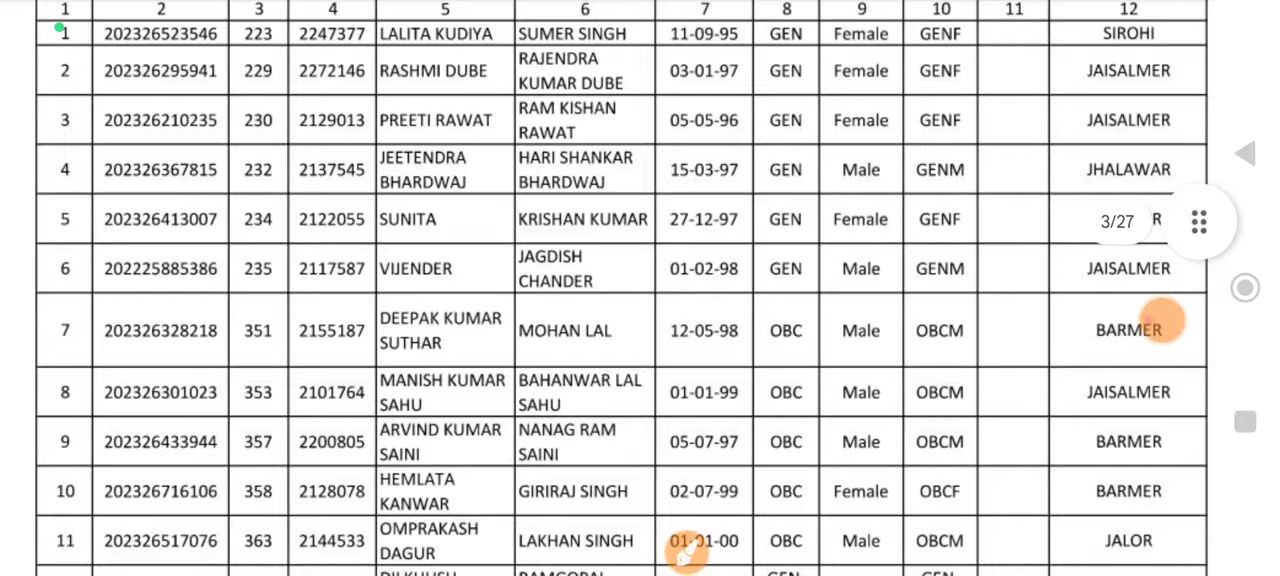 1 2 3 4 5 6 7 8 9 10 11 12
1 202326523546 223 2247377 LALITA KUDIYA SUMER SINGH 11-09-95 GEN Female GENF SIROHI
2 202326295941 229 2272146 RASHMI DUBE RAJENDRA KUMAR DUBE 03-01-97 GEN Female GENF JAISALMER
3 202326210235 230 2129013 PREETI RAWAT RAM KISHAN RAWAT 05-05-96 GEN Female GENF JAISALMER
4 202326367815 232 2137545 JEETENDRA BHARDWAJ HARI SHANKAR BHARDWAJ 15-03-97 GEN Male GENM JHALAWAR
5 202326413007 234 2122055 SUNITA KRISHAN KUMAR 27-12-97 GEN Female GENF
3/27
6 202225885386 235 2117587 VIJENDER JAGDISH CHANDER 01-02-98 GEN Male GENM JAISALMER
7 202326328218 351 2155187 DEEPAK KUMAR SUTHAR MOHAN LAL 12-05-98 OBC Male OBCM BARMER
8 202326301023 353 2101764 MANISH KUMAR SAHU BAHANWAR LAL SAHU 01-01-99 OBC Male OBCM JAISALMER
9 202326433944 357 2200805 ARVIND KUMAR SAINI NANAG RAM SAINI 05-07-97 OBC Male OBCM BARMER
10 202326716106 358 2128078 HEMLATA KANWAR GIRIRAJ SINGH 02-07-99 OBC Female OBCF BARMER
11 202326517076 363 2144533 OMPRAKASH DAGUR LAKHAN SINGH 01-01-00 OBC Male OBCM JALOR